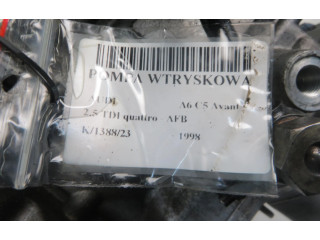 POMPA WTRYSKOWA
AUDI A6 C5 Avant
2.5 TDI quattro AFB
K/1388/23 1998